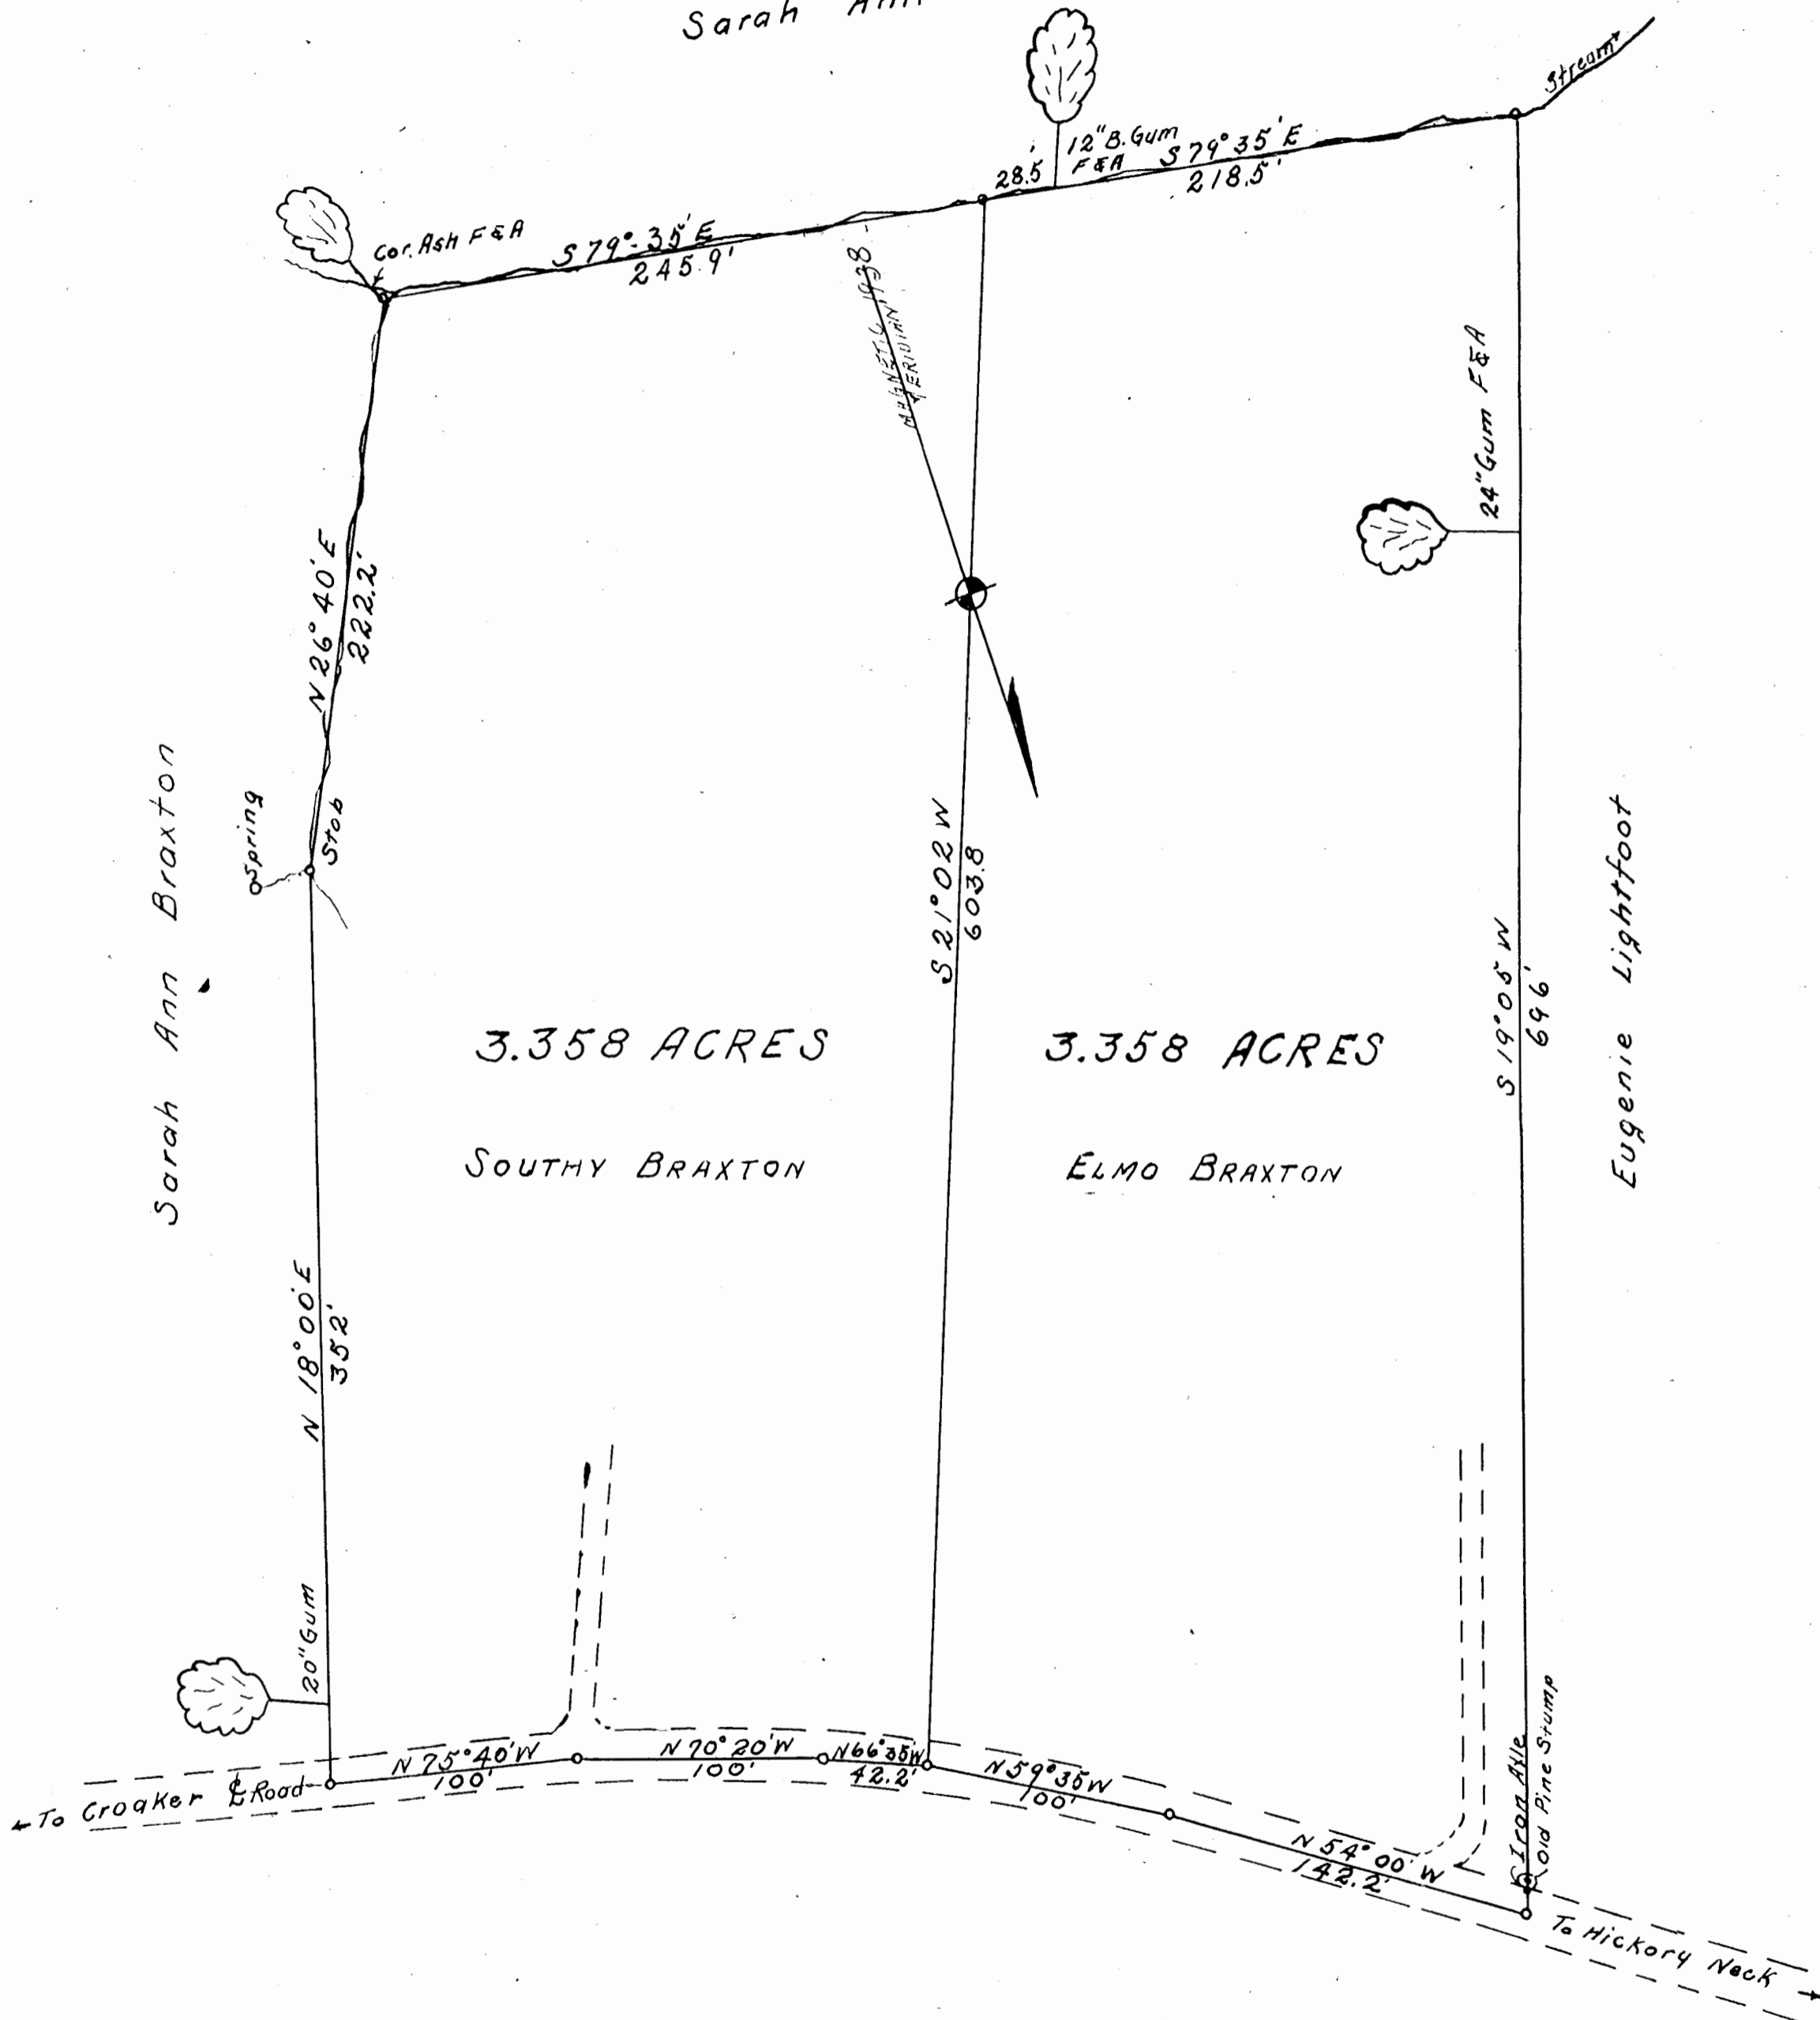 Sarah Ann
Stream
12" B. Gum
F&A
28.5'
S 79° 35' E
218.5'
Cor. Ash F&A
S 79°-35' E
245.9'
MAGNETIC
MERIDIAN, 1938
24" Gum F&A
N 26° 40' E
222.2'
Spring
Stob
Sarah Ann Braxton
S 21° 02 W
603.8
S 19° 05 W
696'
Eugenie Lightfoot
3.358 ACRES
3.358 ACRES
SOUTHY BRAXTON
ELMO BRAXTON
N 18° 00' E
352'
20" Gum
N 75° 40' W
100'
N 70° 20' W
100'
N 66° 35' W
42.2'
N 59° 35 W
100'
N 54° 00' W
142.2'
Iron Axle
Old Pine Stump
To Croaker
℄ Road
To Hickory Neck